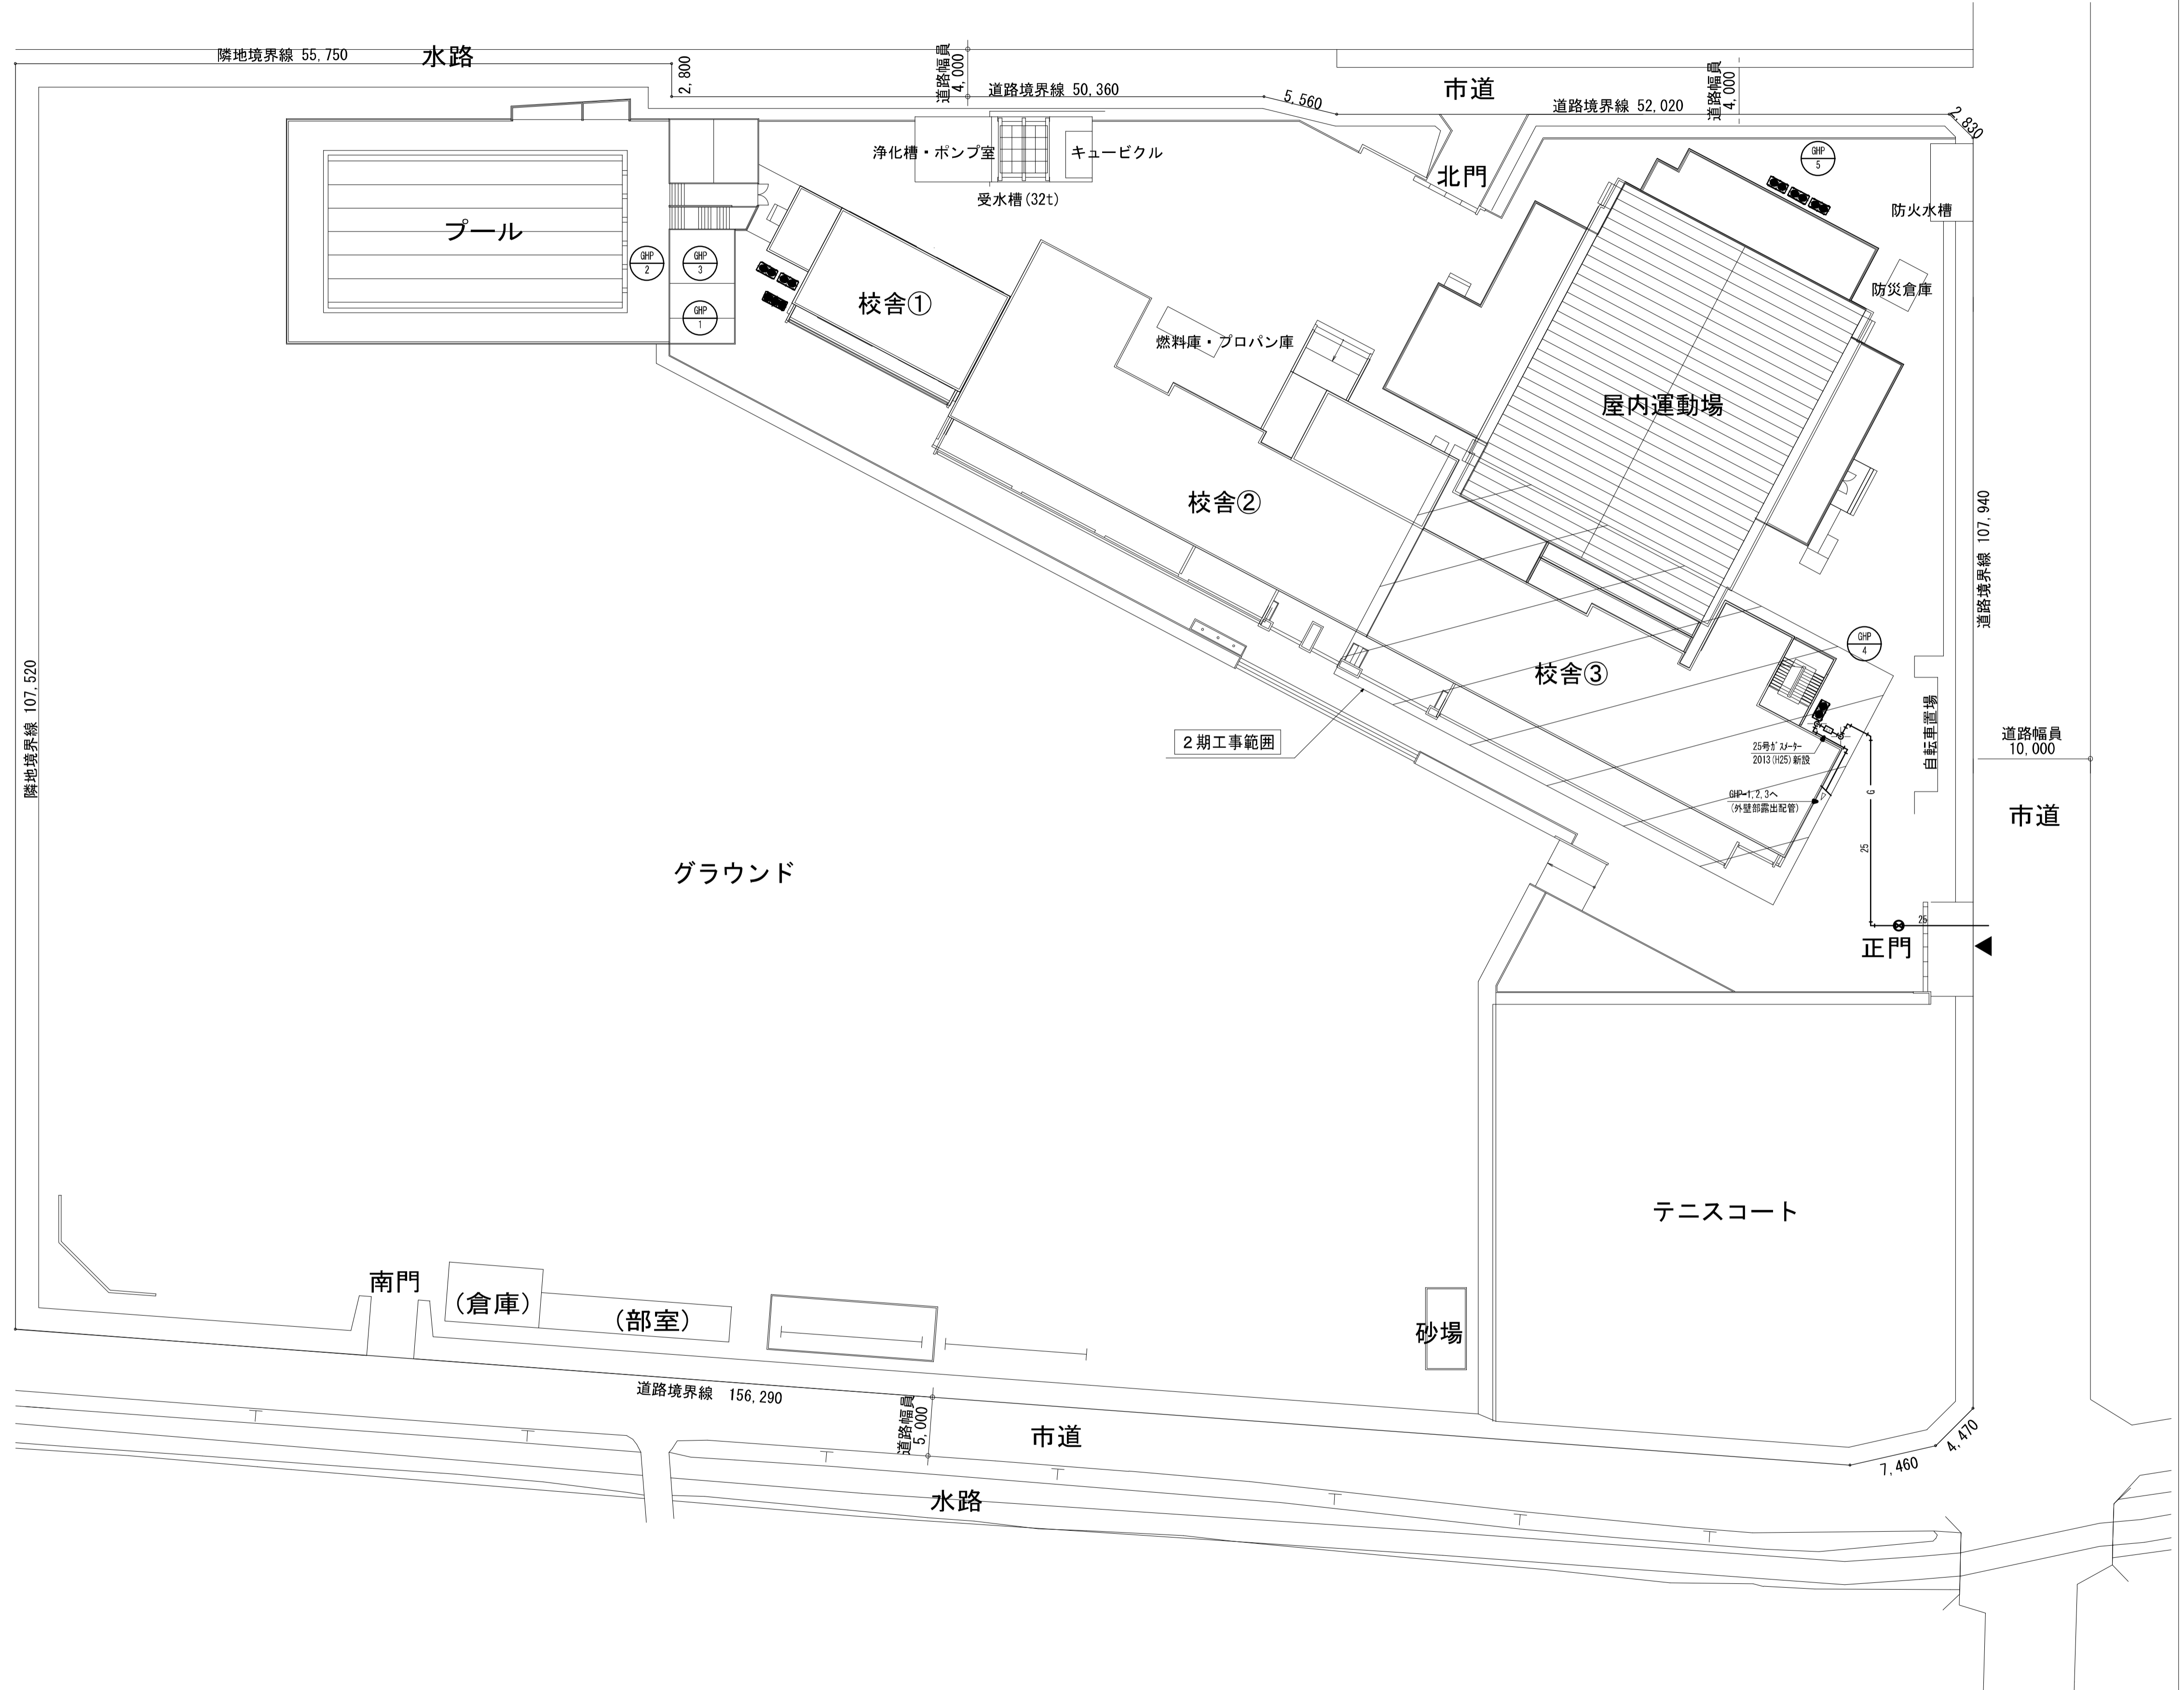 隣地境界線 55,750
水路
2,800
道路幅員
4,000
道路境界線 50,360
5,560
市道
道路境界線 52,020
道路幅員
4,000
2,830
浄化槽・ポンプ室
キュービクル
受水槽(32t)
北門
GHP
5
防火水槽
プール
GHP
2
GHP
3
GHP
1
校舎①
燃料庫・プロパン庫
防災倉庫
屋内運動場
校舎②
道路境界線 107,940
校舎③
GHP
4
隣地境界線 107,520
2期工事範囲
25号ガスメーター
2013(H25)新設
GHP-1,2,3へ
(外壁部露出配管)
G
25
自転車置場
道路幅員
10,000
市道
グラウンド
25
正門
テニスコート
南門
(倉庫)
(部室)
砂場
道路境界線 156,290
道路幅員
5,000
市道
4,470
7,460
水路